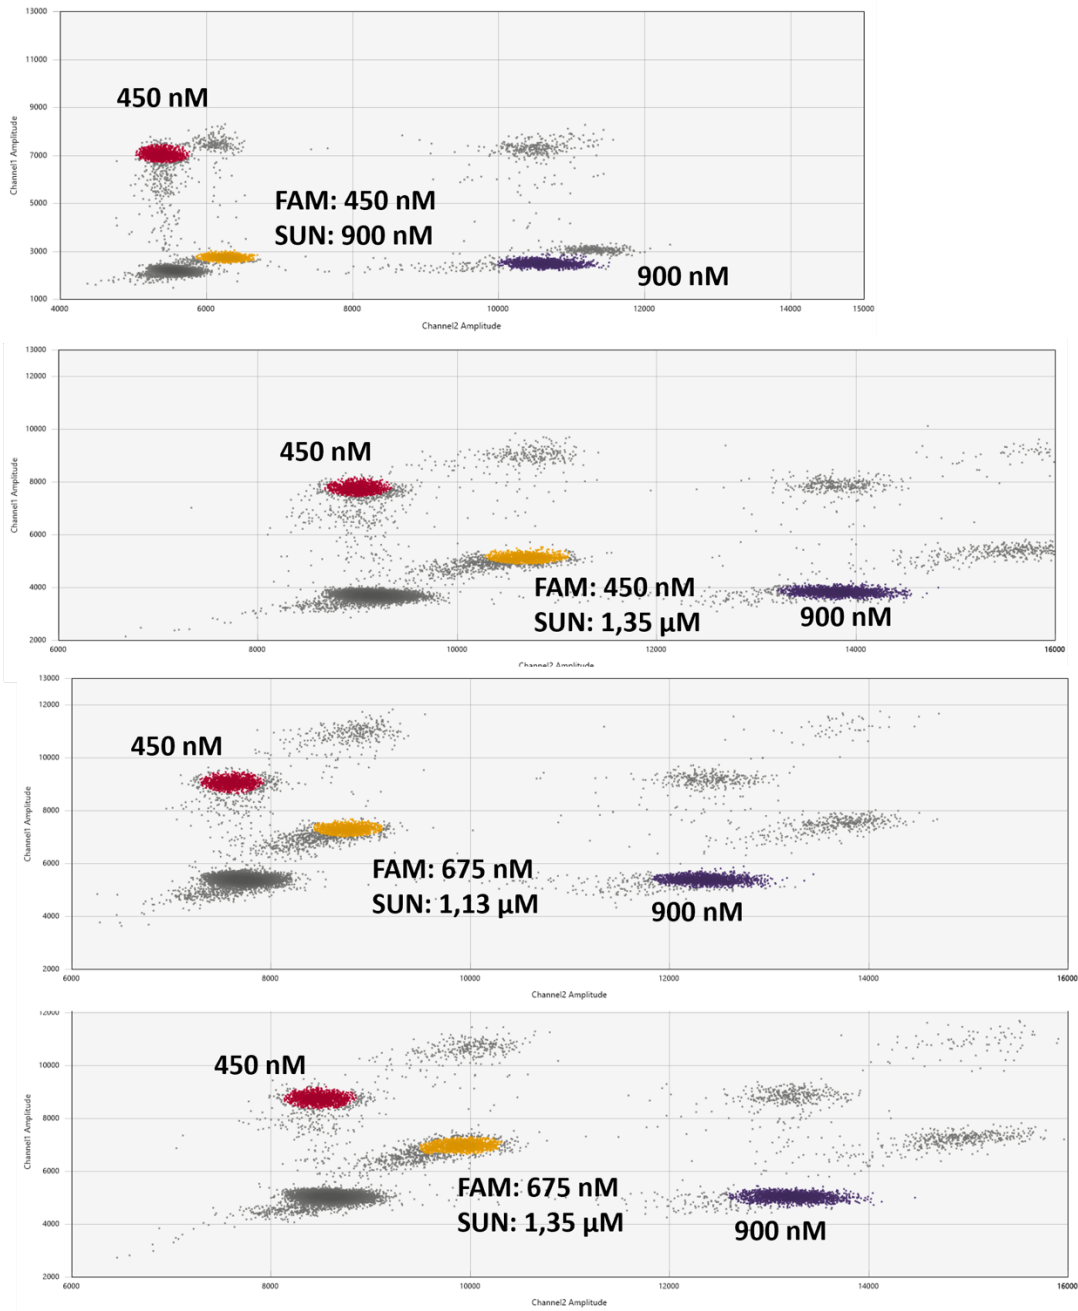 13000
11000
9000
7000
5000
3000
1000
Channel1 Amplitude
450 nM
FAM: 450 nM
SUN: 900 nM
900 nM
4000 6000 8000 10000 12000 14000 15000
Channel2 Amplitude
13000
12000
10000
8000
6000
4000
2000
Channel1 Amplitude
450 nM
FAM: 450 nM
SUN: 1,35 µM
900 nM
6000 8000 10000 12000 14000 16000
Channel2 Amplitude
13000
12000
10000
8000
6000
4000
2000
Channel1 Amplitude
450 nM
FAM: 675 nM
SUN: 1,13 µM
900 nM
6000 8000 10000 12000 14000 16000
Channel2 Amplitude
12000
10000
8000
6000
4000
2000
Channel1 Amplitude
450 nM
FAM: 675 nM
SUN: 1,35 µM
900 nM
6000 8000 10000 12000 14000 16000
Channel2 Amplitude